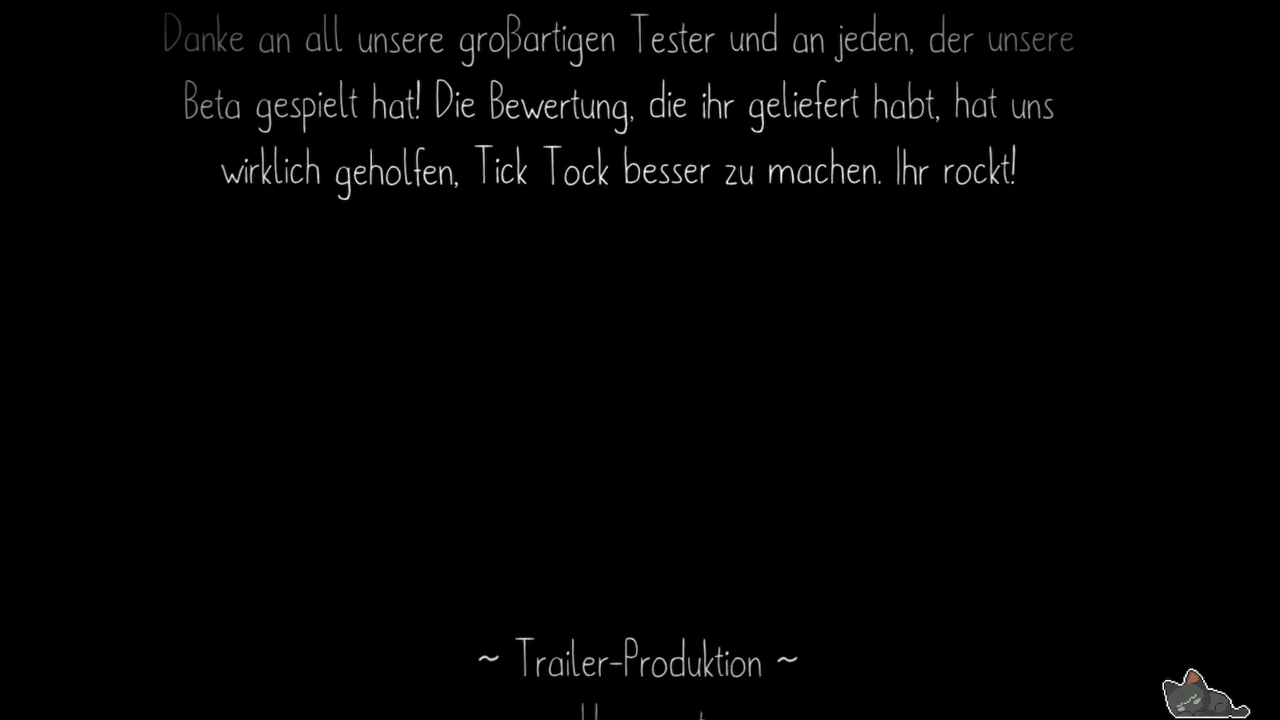 Danke an all unsere großartigen Tester und an jeden, der unsere
Beta gespielt hat! Die Bewertung, die ihr geliefert habt, hat uns
wirklich geholfen, Tick Tock besser zu machen. Ihr rockt!
~ Trailer-Produktion ~